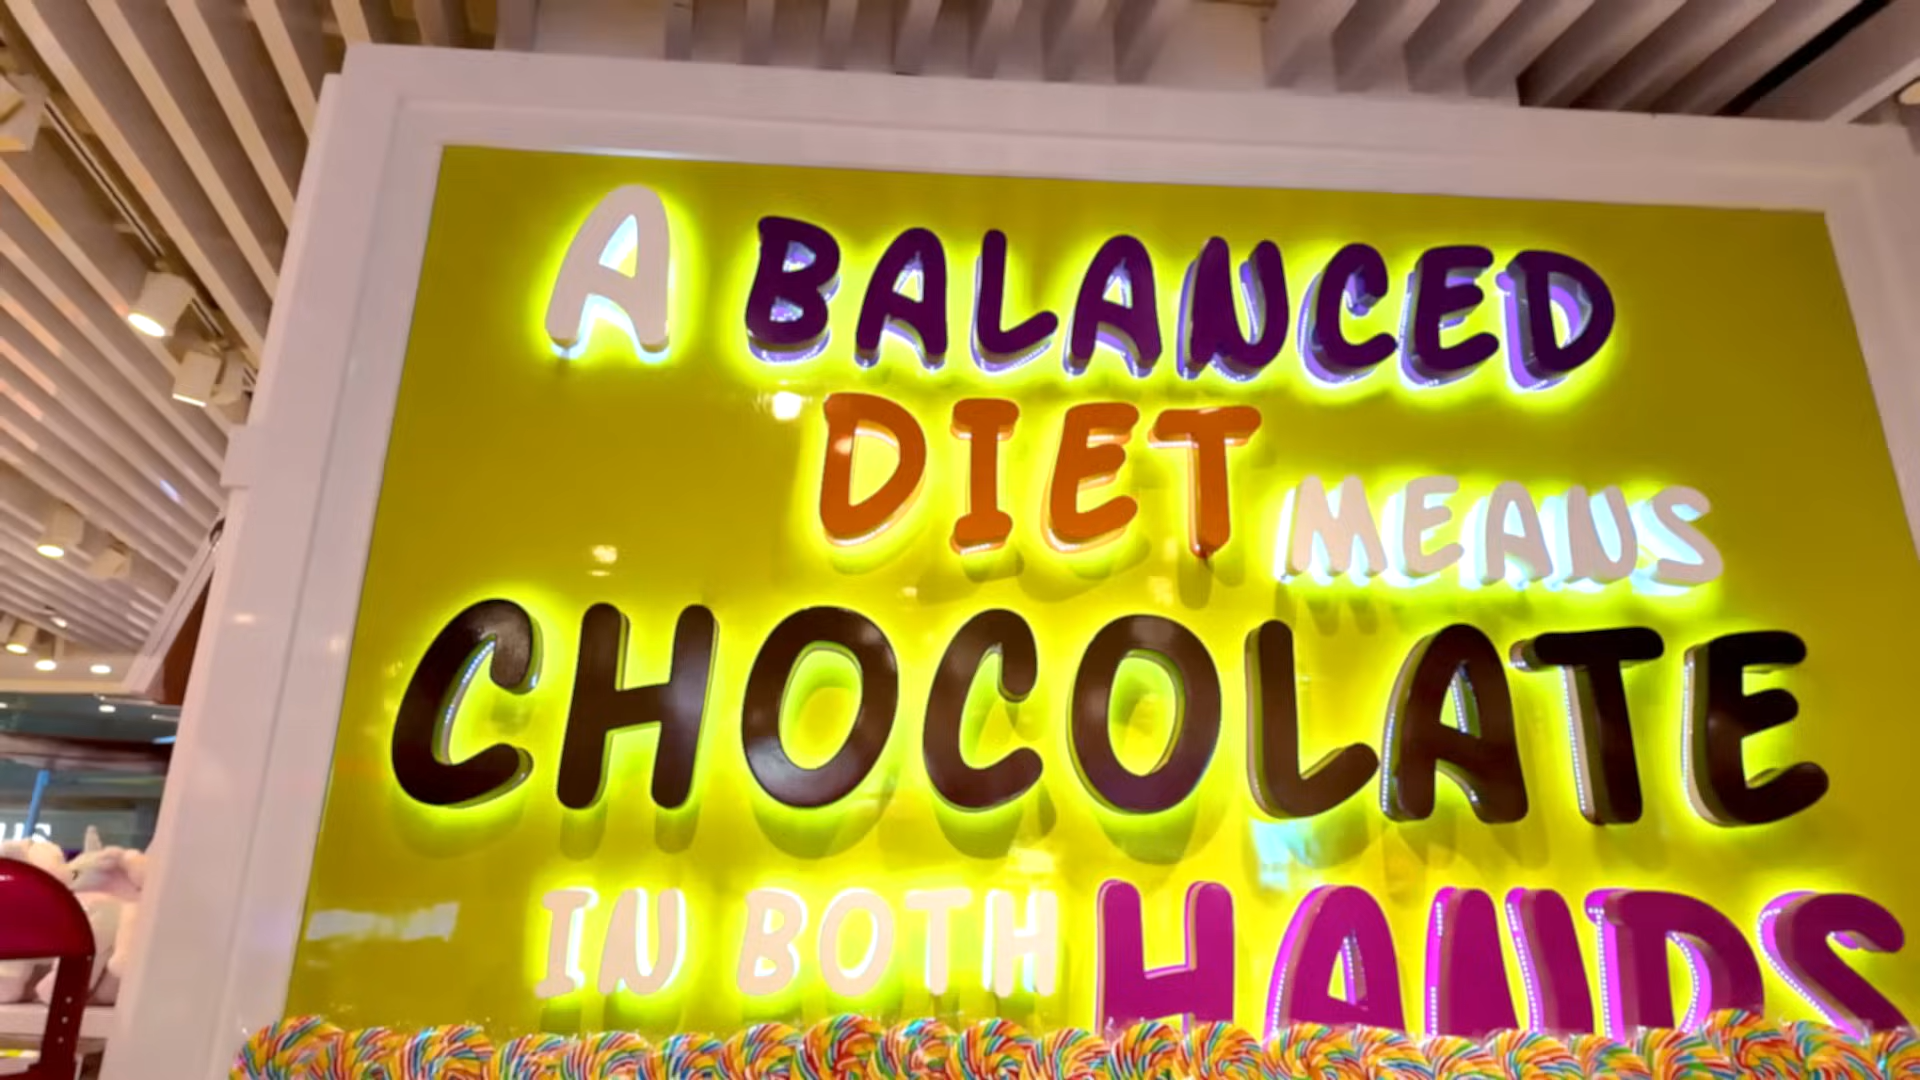 A BALANCED
DIET MEANS
CHOCOLATE
IN BOTH HANDS